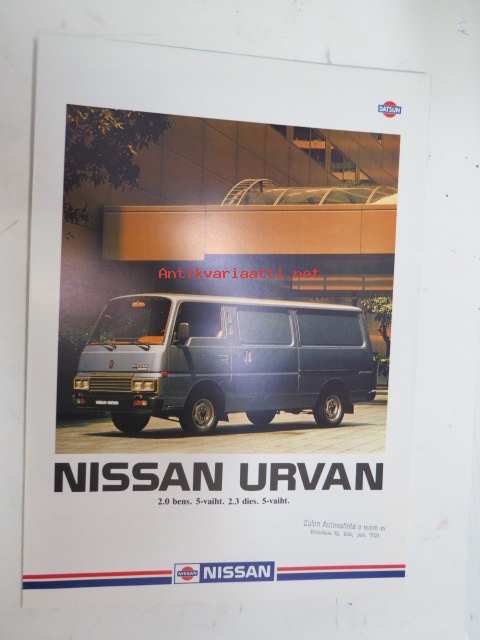 DATSUN
Antikvariaatti.net
NISSAN URVAN
2.0 bens. 5-vaiht. 2.3 dies. 5-vaiht.
NISSAN